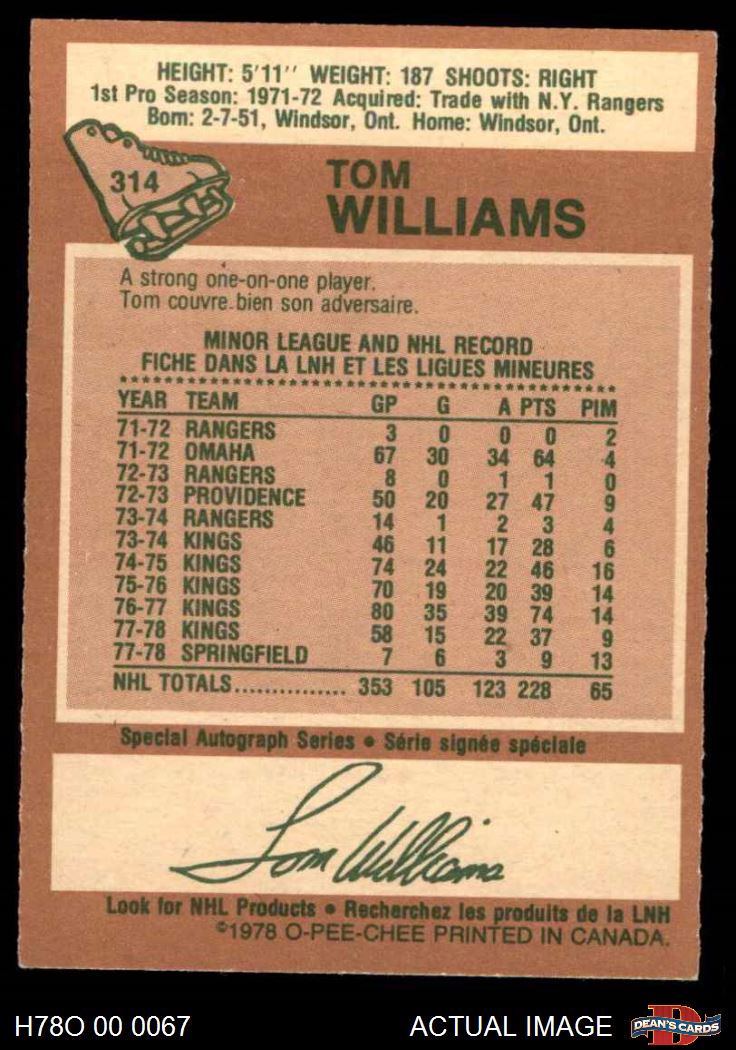 HEIGHT: 5'11'' WEIGHT: 187 SHOOTS: RIGHT
1st Pro Season: 1971-72 Acquired: Trade with N.Y. Rangers
Born: 2-7-51, Windsor, Ont. Home: Windsor, Ont.
314
TOM
WILLIAMS
A strong one-on-one player.
Tom couvre bien son adversaire.
MINOR LEAGUE AND NHL RECORD
FICHE DANS LA LNH ET LES LIGUES MINEURES
YEAR TEAM GP G A PTS PIM
71-72 RANGERS 3 0 0 0 2
71-72 OMAHA 67 30 34 64 4
72-73 RANGERS 8 0 1 1 0
72-73 PROVIDENCE 50 20 27 47 9
73-74 RANGERS 14 1 2 3 4
73-74 KINGS 46 11 17 28 6
74-75 KINGS 74 24 22 46 16
75-76 KINGS 70 19 20 39 14
76-77 KINGS 80 35 39 74 14
77-78 KINGS 58 15 22 37 9
77-78 SPRINGFIELD 7 6 3 9 13
NHL TOTALS............... 353 105 123 228 65
Special Autograph Series • Série signée spéciale
Tom Williams
Look for NHL Products • Recherchez les produits de la LNH
©1978 O-PEE-CHEE PRINTED IN CANADA.
H78O 00 0067 ACTUAL IMAGE DEAN'S CARDS